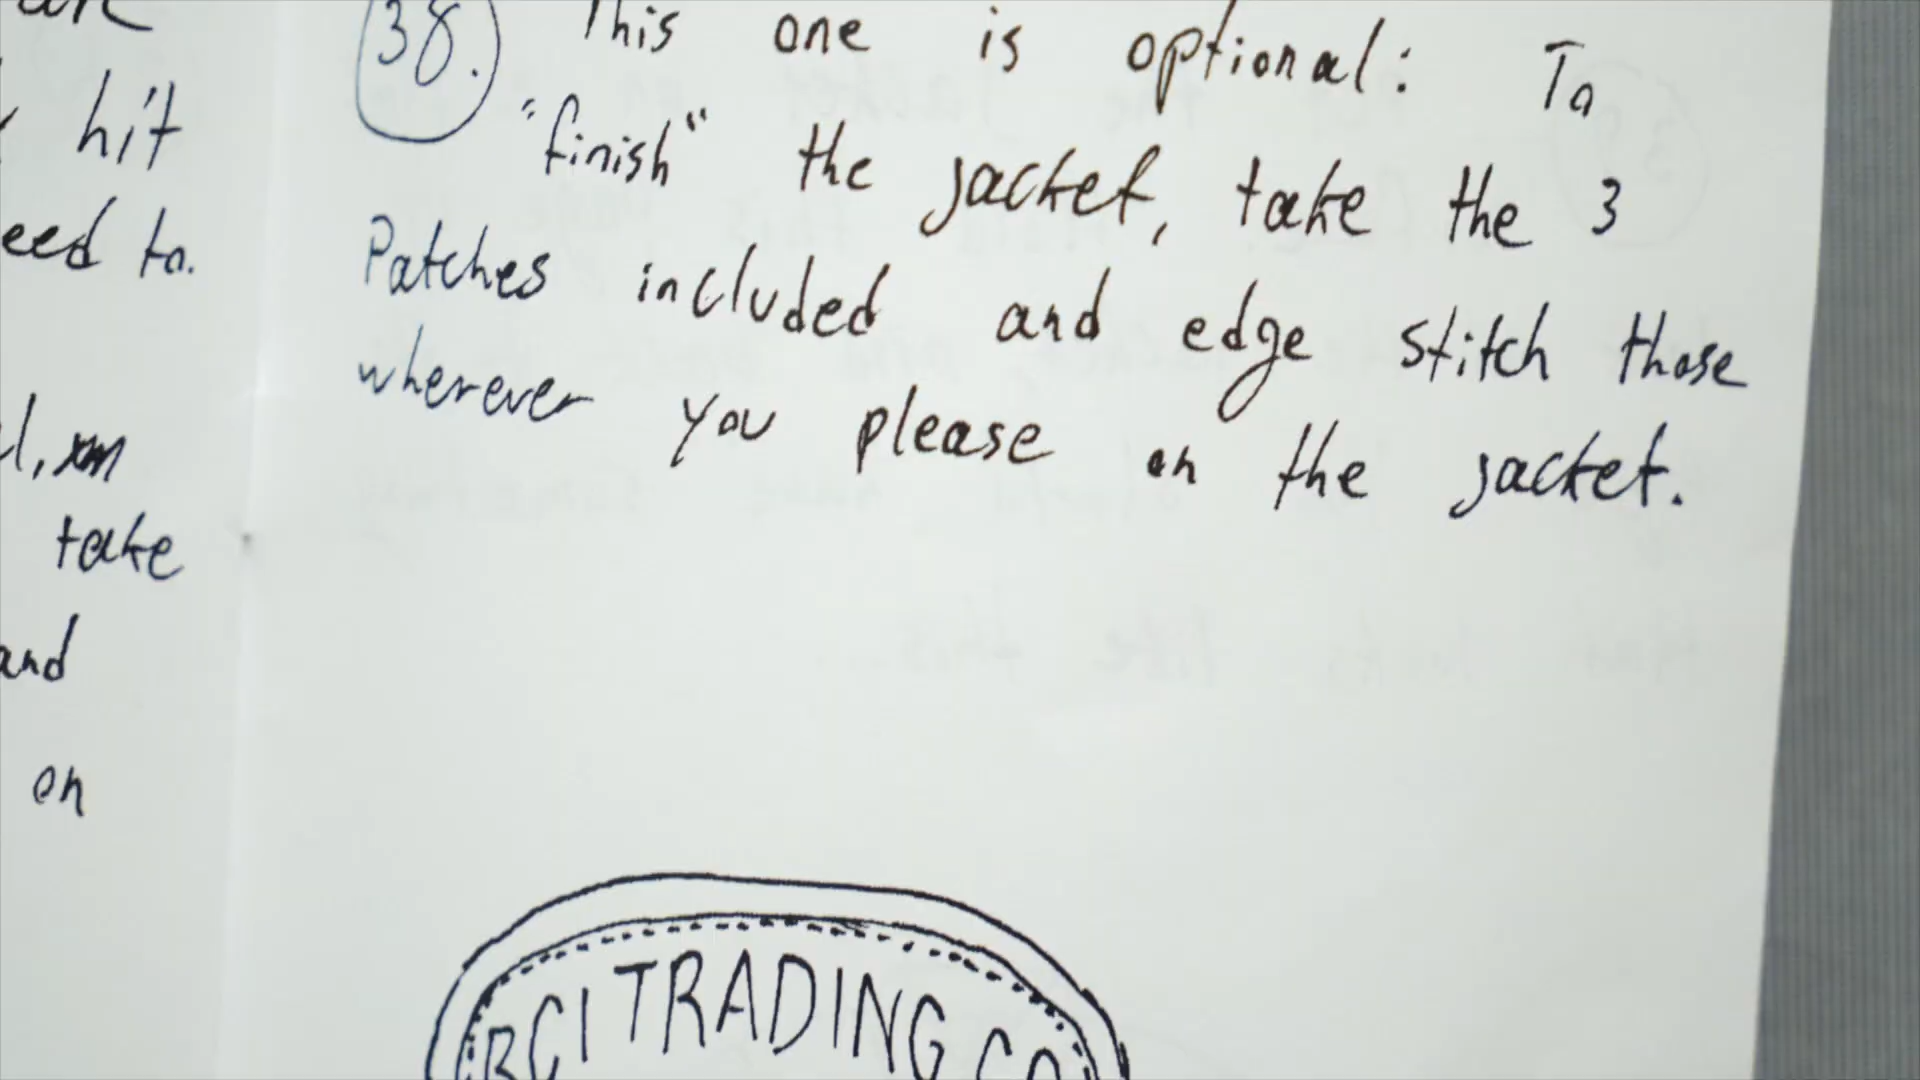 hit
to.
take
and
on
38. This one is optional: To
"finish" the jacket, take the 3
Patches included and edge stitch those
wherever you please on the jacket.
TRADING CO